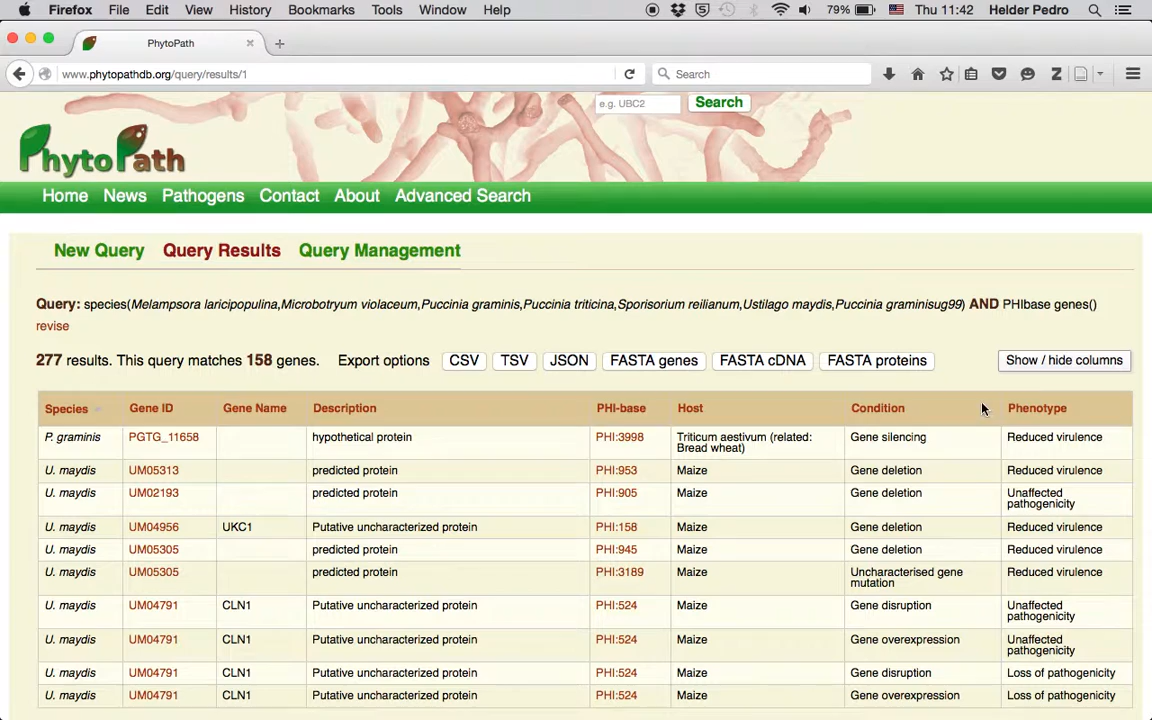 Firefox File Edit View History Bookmarks Tools Window Help 79% Thu 11:42 Helder Pedro
PhytoPath
www.phytopathdb.org/query/results/1 Search
e.g. UBC2 Search
PhytoPath
Home News Pathogens Contact About Advanced Search
New Query Query Results Query Management
Query: species(Melampsora laricipopulina,Microbotryum violaceum,Puccinia graminis,Puccinia triticina,Sporisorium reilianum,Ustilago maydis,Puccinia graminisug99) AND PHIbase genes()
revise
277 results. This query matches 158 genes. Export options CSV TSV JSON FASTA genes FASTA cDNA FASTA proteins Show / hide columns
Species Gene ID Gene Name Description PHI-base Host Condition Phenotype
P. graminis PGTG_11658 hypothetical protein PHI:3998 Triticum aestivum (related: Gene silencing Reduced virulence
Bread wheat)
U. maydis UM05313 predicted protein PHI:953 Maize Gene deletion Reduced virulence
U. maydis UM02193 predicted protein PHI:905 Maize Gene deletion Unaffected
pathogenicity
U. maydis UM04956 UKC1 Putative uncharacterized protein PHI:158 Maize Gene deletion Reduced virulence
U. maydis UM05305 predicted protein PHI:945 Maize Gene deletion Reduced virulence
U. maydis UM05305 predicted protein PHI:3189 Maize Uncharacterised gene Reduced virulence
mutation
U. maydis UM04791 CLN1 Putative uncharacterized protein PHI:524 Maize Gene disruption Unaffected
pathogenicity
U. maydis UM04791 CLN1 Putative uncharacterized protein PHI:524 Maize Gene overexpression Unaffected
pathogenicity
U. maydis UM04791 CLN1 Putative uncharacterized protein PHI:524 Maize Gene disruption Loss of pathogenicity
U. maydis UM04791 CLN1 Putative uncharacterized protein PHI:524 Maize Gene overexpression Loss of pathogenicity